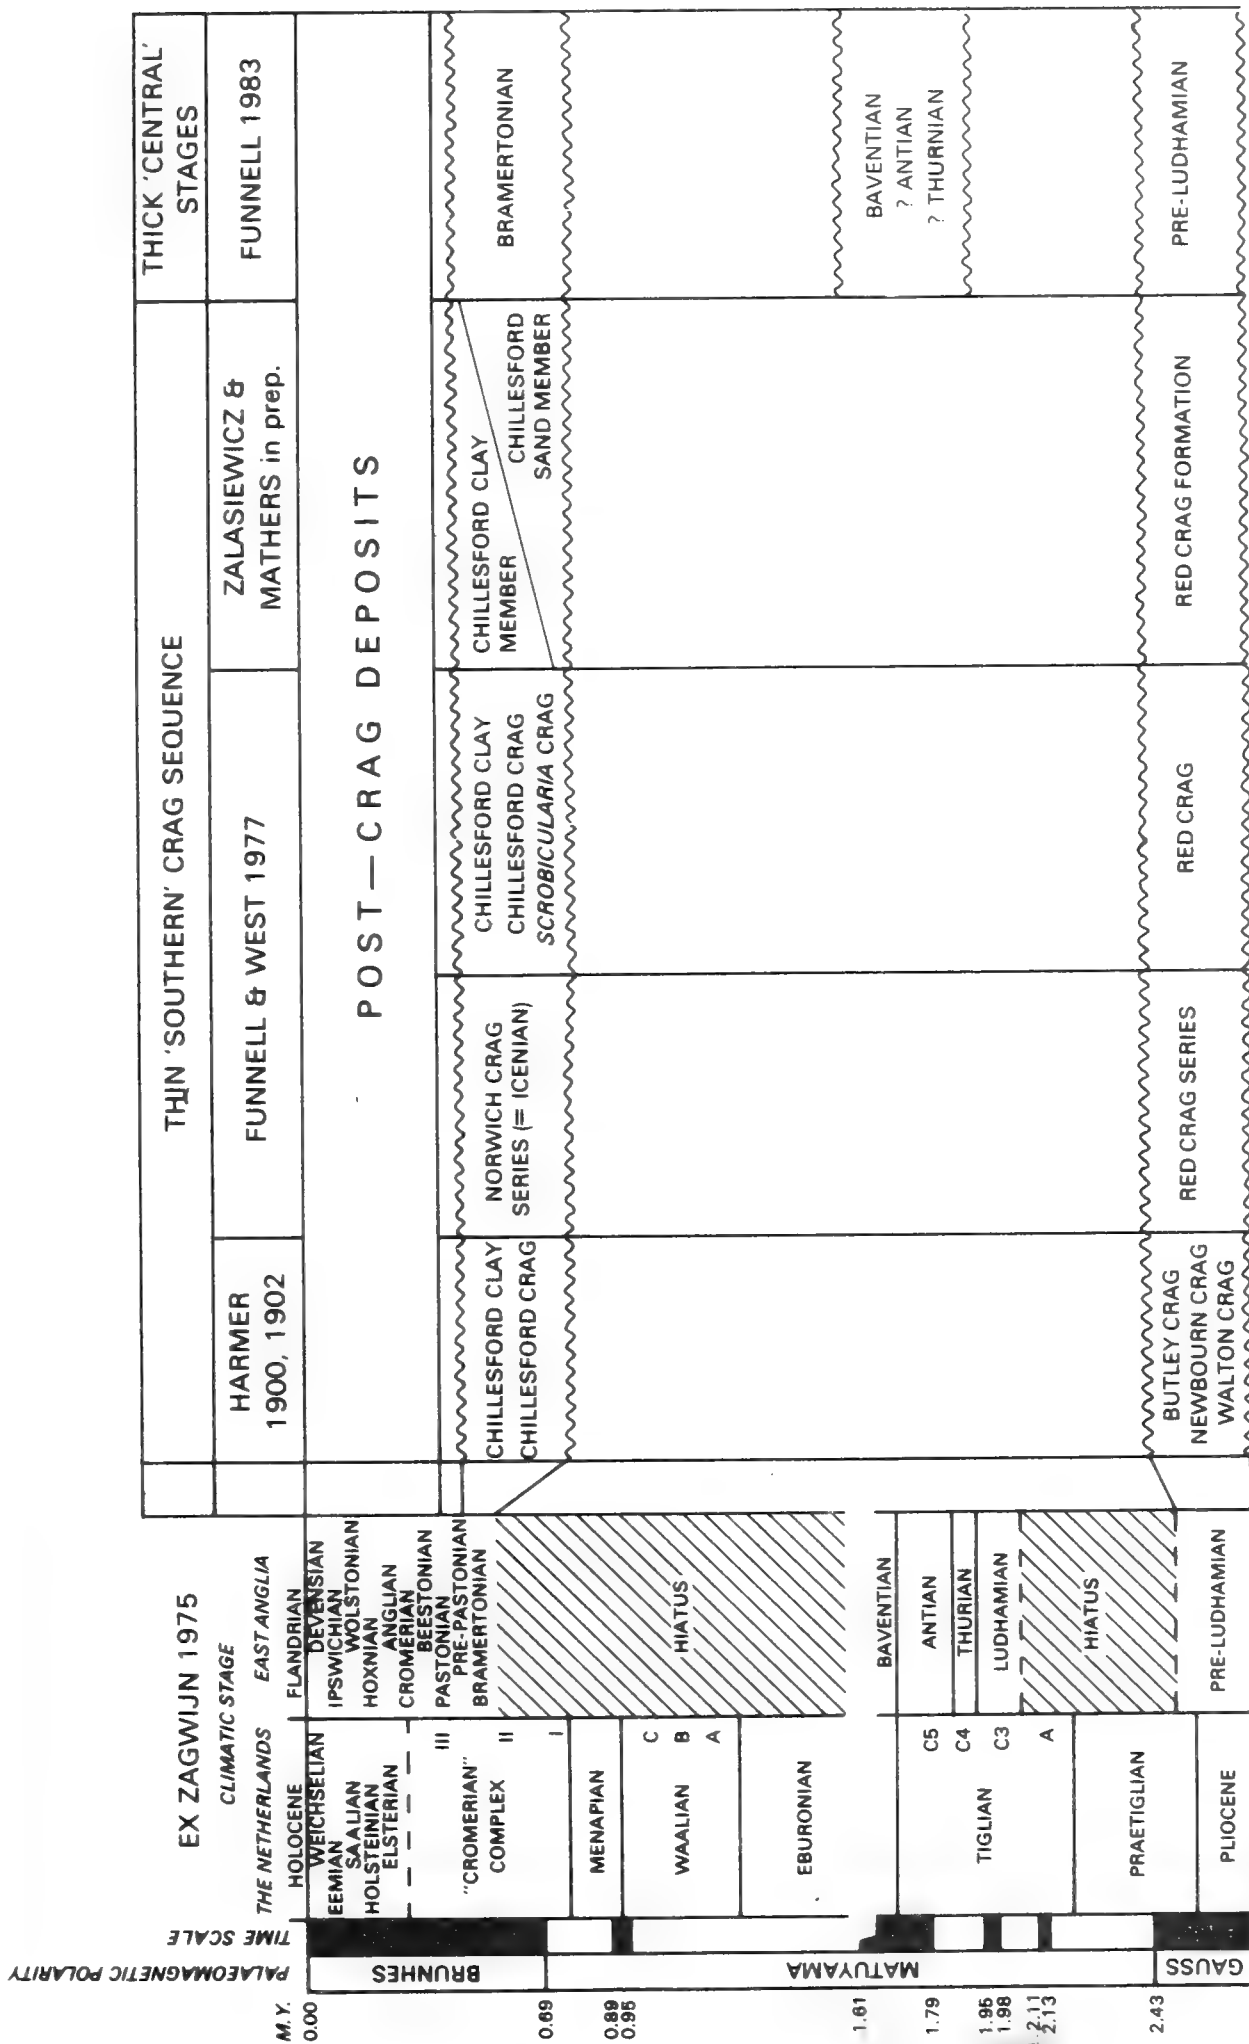 THIN 'SOUTHERN' CRAG SEQUENCE
THICK 'CENTRAL'
STAGES
HARMER
1900, 1902
FUNNELL & WEST 1977
ZALASIEWICZ &
MATHERS in prep.
FUNNELL 1983
EX ZAGWIJN 1975
CLIMATIC STAGE
THE NETHERLANDS
EAST ANGLIA
PALAEOMAGNETIC POLARITY
TIME SCALE
M.Y.
0.00
0.69
0.89
0.95
1.61
1.79
1.95
1.98
2.11
2.13
2.43
BRUNHES
MATUYAMA
GAUSS
HOLOCENE
WEICHSELIAN
EEMIAN
SAALIAN
HOLSTEINIAN
ELSTERIAN
"CROMERIAN"
COMPLEX
III
II
I
MENAPIAN
WAALIAN
C
B
A
EBURONIAN
TIGLIAN
C5
C4
C3
A
PRAETIGLIAN
PLIOCENE
FLANDRIAN
DEVENSIAN
IPSWICHIAN
WOLSTONIAN
HOXNIAN
ANGLIAN
CROMERIAN
BEESTONIAN
PASTONIAN
PRE-PASTONIAN
BRAMERTONIAN
HIATUS
BAVENTIAN
ANTIAN
THURIAN
LUDHAMIAN
HIATUS
PRE-LUDHAMIAN
POST—CRAG DEPOSITS
CHILLESFORD CLAY
CHILLESFORD CRAG
NORWICH CRAG
SERIES (= ICENIAN)
CHILLESFORD CLAY
CHILLESFORD CRAG
SCROBICULARIA CRAG
CHILLESFORD CLAY
MEMBER
CHILLESFORD
SAND MEMBER
BRAMERTONIAN
BAVENTIAN
? ANTIAN
? THURNIAN
BUTLEY CRAG
NEWBOURN CRAG
WALTON CRAG
RED CRAG SERIES
RED CRAG
RED CRAG FORMATION
PRE-LUDHAMIAN